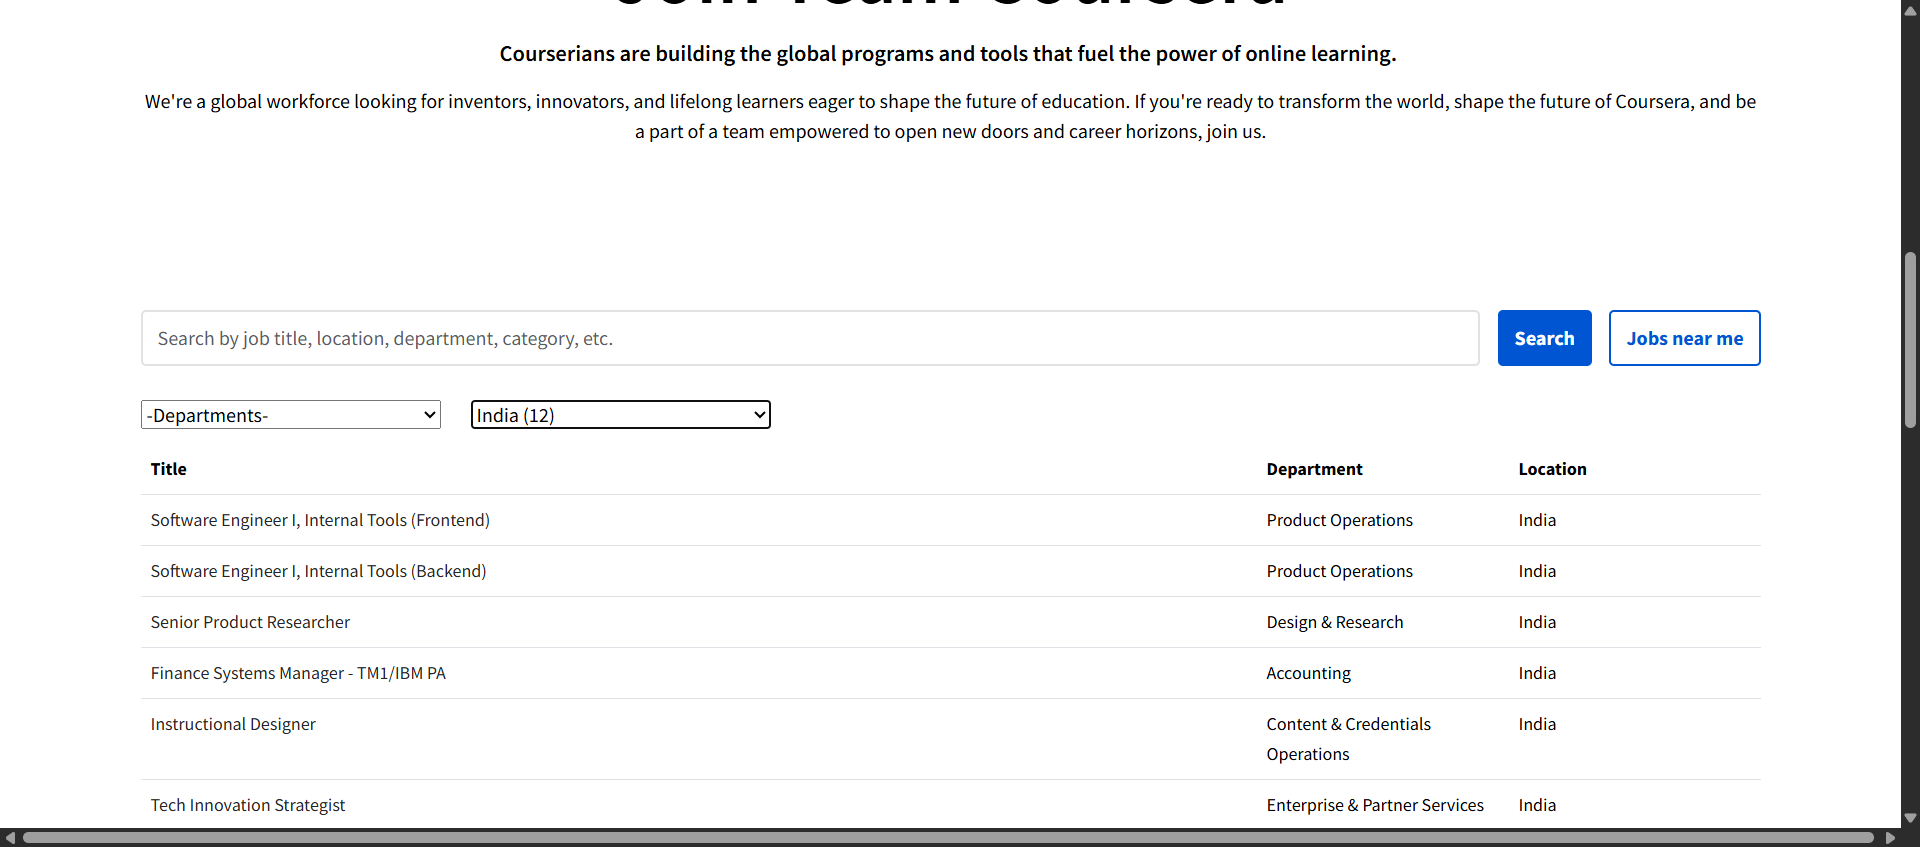 Join Team Coursera
Courserians are building the global programs and tools that fuel the power of online learning.
We're a global workforce looking for inventors, innovators, and lifelong learners eager to shape the future of education. If you're ready to transform the world, shape the future of Coursera, and be
a part of a team empowered to open new doors and career horizons, join us.
Search by job title, location, department, category, etc.
Search
Jobs near me
-Departments-
India (12)
Title Department Location
Software Engineer I, Internal Tools (Frontend) Product Operations India
Software Engineer I, Internal Tools (Backend) Product Operations India
Senior Product Researcher Design & Research India
Finance Systems Manager - TM1/IBM PA Accounting India
Instructional Designer Content & Credentials India
Operations
Tech Innovation Strategist Enterprise & Partner Services India